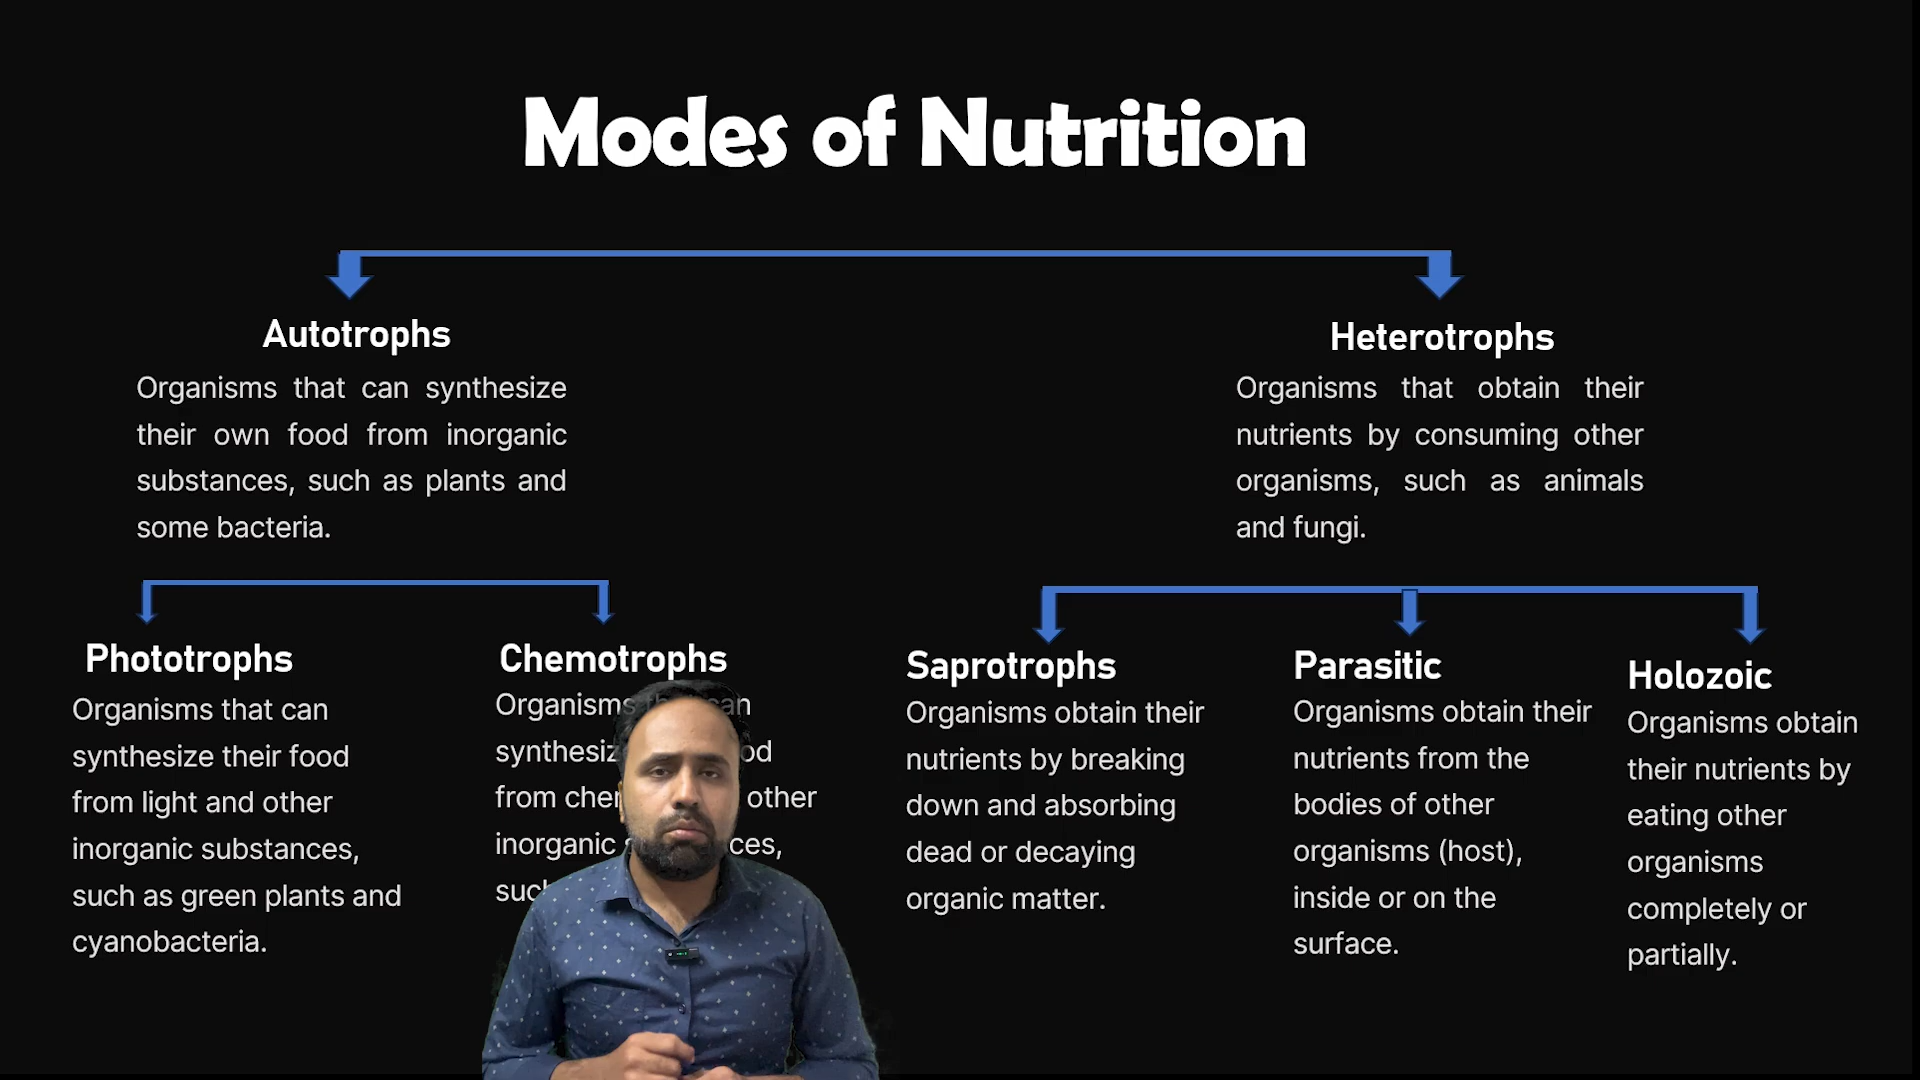 Modes of Nutrition
Autotrophs
Organisms that can synthesize
their own food from inorganic
substances, such as plants and
some bacteria.
Heterotrophs
Organisms that obtain their
nutrients by consuming other
organisms, such as animals
and fungi.
Phototrophs
Organisms that can
synthesize their food
from light and other
inorganic substances,
such as green plants and
cyanobacteria.
Chemotrophs
Organisms can
from other
inorganic
Saprotrophs
Organisms obtain their
nutrients by breaking
down and absorbing
dead or decaying
organic matter.
Parasitic
Organisms obtain their
nutrients from the
bodies of other
organisms (host),
inside or on the
surface.
Holozoic
Organisms obtain
their nutrients by
eating other
organisms
completely or
partially.